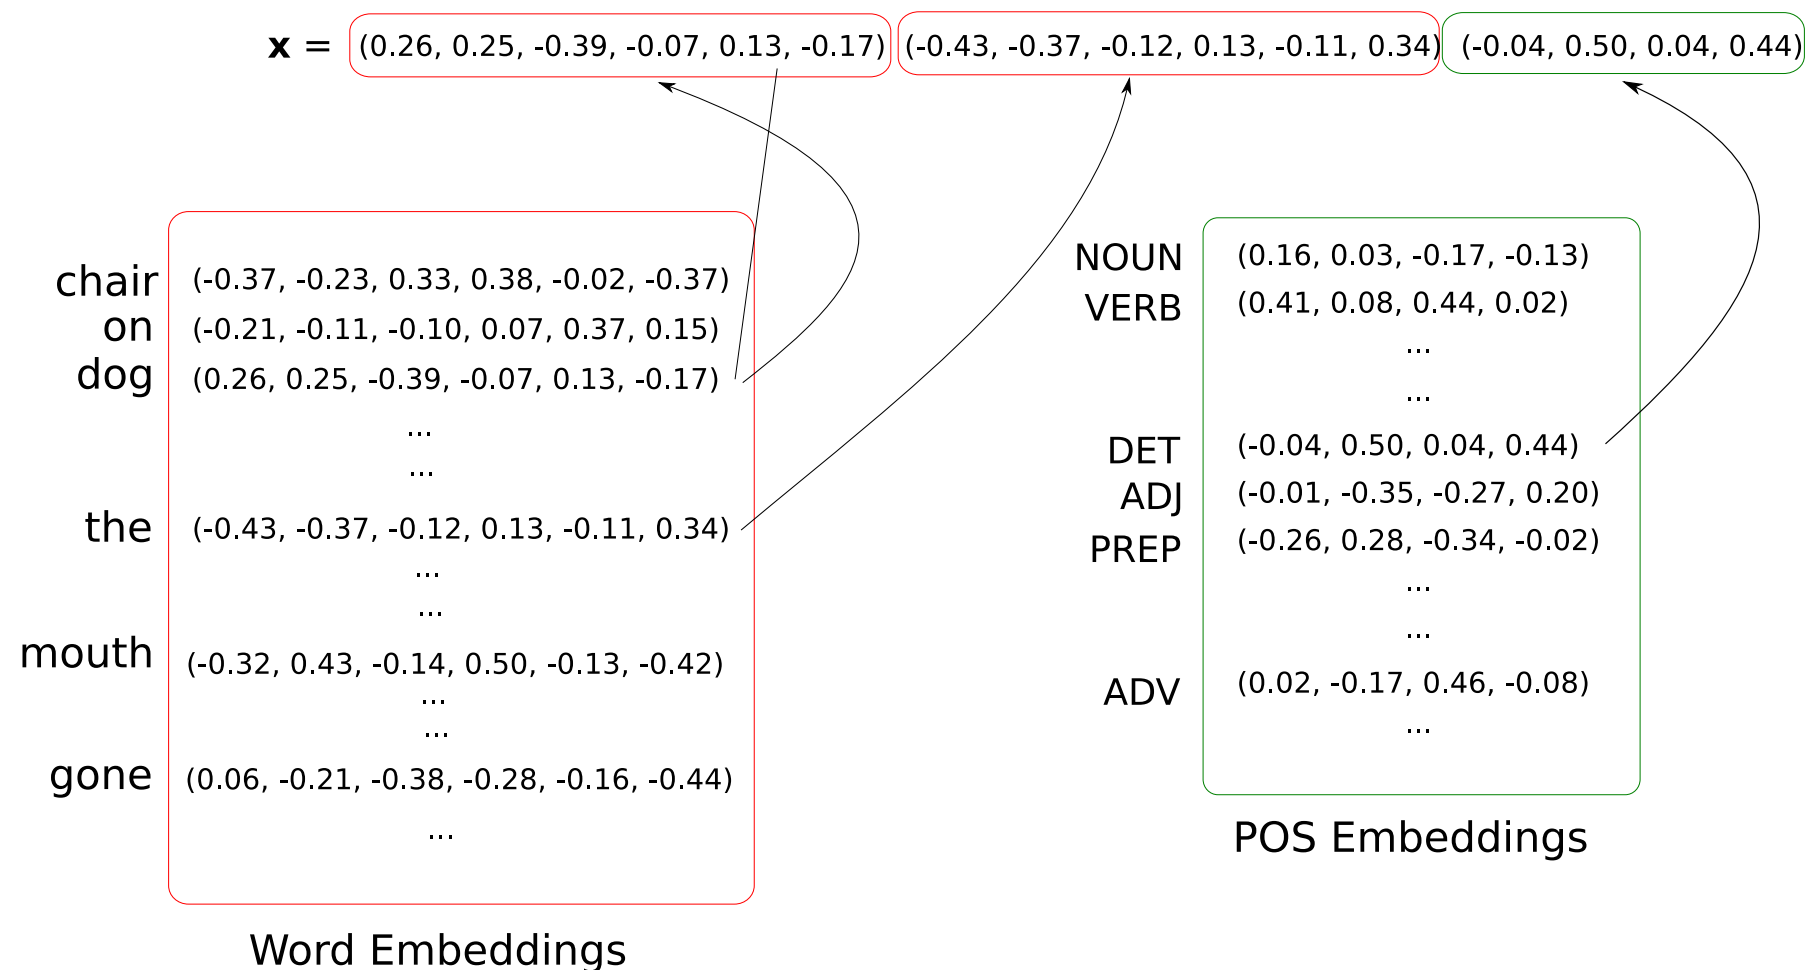 x = (0.26, 0.25, -0.39, -0.07, 0.13, -0.17) (-0.43, -0.37, -0.12, 0.13, -0.11, 0.34) (-0.04, 0.50, 0.04, 0.44)
chair (-0.37, -0.23, 0.33, 0.38, -0.02, -0.37)
on (-0.21, -0.11, -0.10, 0.07, 0.37, 0.15)
dog (0.26, 0.25, -0.39, -0.07, 0.13, -0.17)
...
...
the (-0.43, -0.37, -0.12, 0.13, -0.11, 0.34)
...
...
mouth (-0.32, 0.43, -0.14, 0.50, -0.13, -0.42)
...
...
gone (0.06, -0.21, -0.38, -0.28, -0.16, -0.44)
...
Word Embeddings
NOUN (0.16, 0.03, -0.17, -0.13)
VERB (0.41, 0.08, 0.44, 0.02)
...
...
DET (-0.04, 0.50, 0.04, 0.44)
ADJ (-0.01, -0.35, -0.27, 0.20)
PREP (-0.26, 0.28, -0.34, -0.02)
...
...
ADV (0.02, -0.17, 0.46, -0.08)
...
POS Embeddings